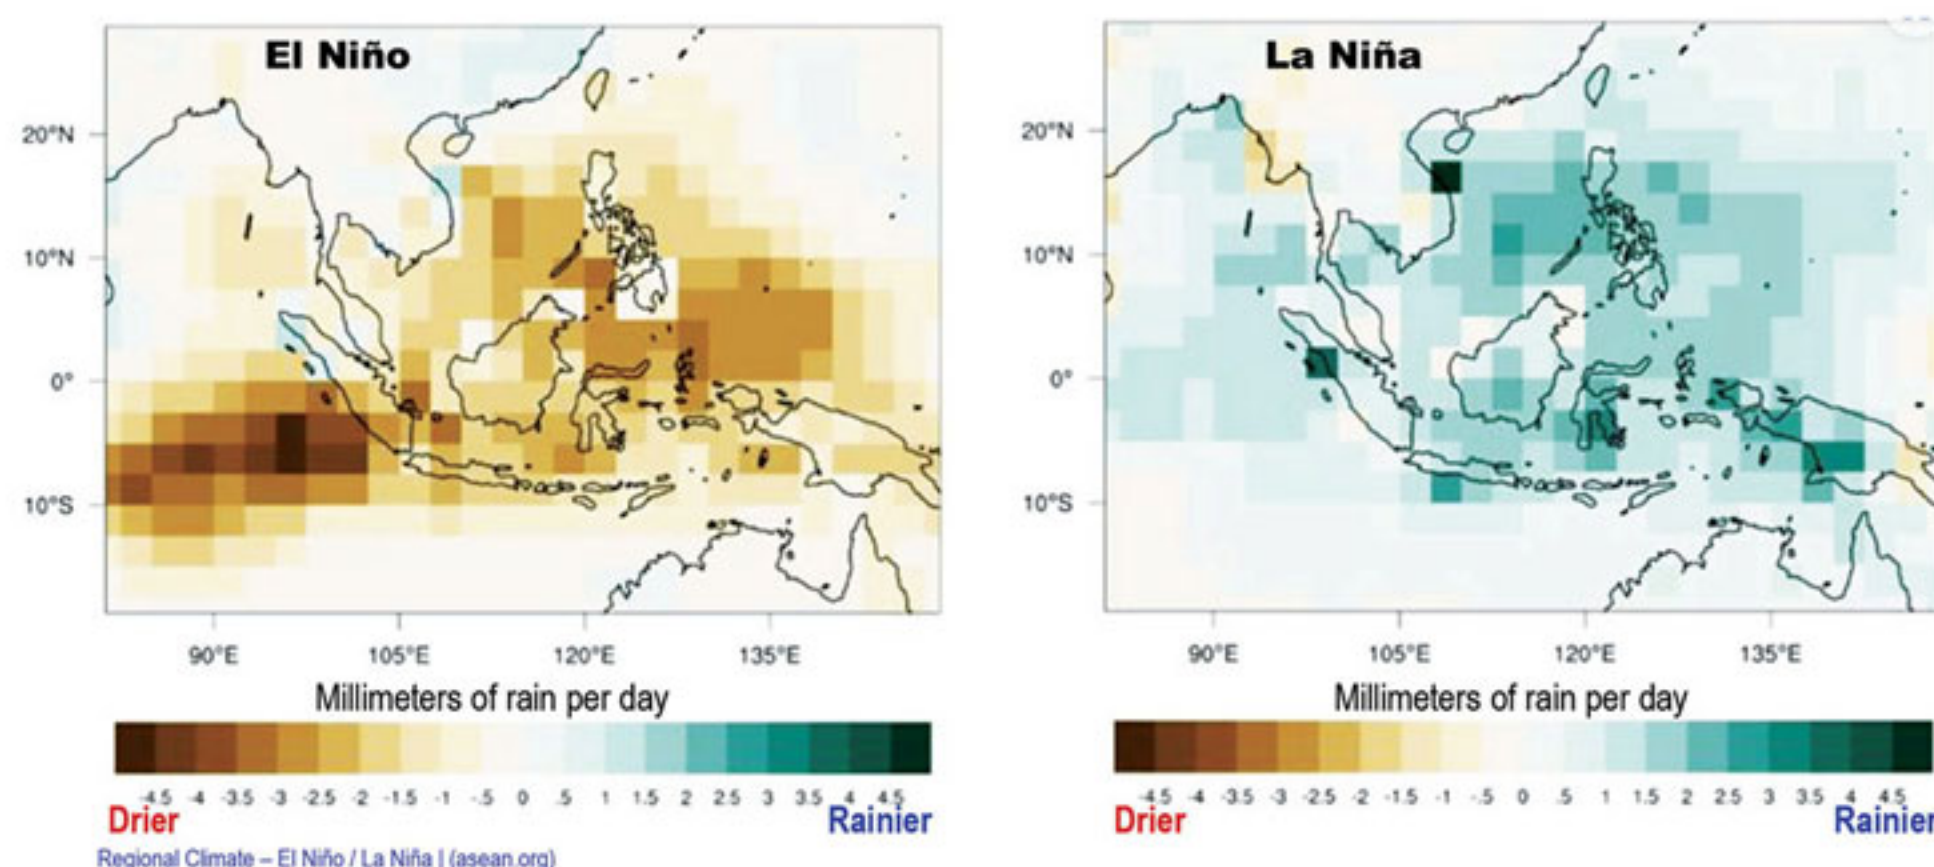 El Niño
20°N
10°N
0°
10°S
90°E 105°E 120°E 135°E
Millimeters of rain per day
-4.5 -4 -3.5 -3 -2.5 -2 -1.5 -1 -.5 0 .5 1 1.5 2 2.5 3 3.5 4 4.5
Drier Rainier
Regional Climate – El Niño / La Niña | (asean.org)
La Niña
20°N
10°N
0°
10°S
90°E 105°E 120°E 135°E
Millimeters of rain per day
-4.5 -4 -3.5 -3 -2.5 -2 -1.5 -1 -.5 0 .5 1 1.5 2 2.5 3 3.5 4 4.5
Drier Rainier